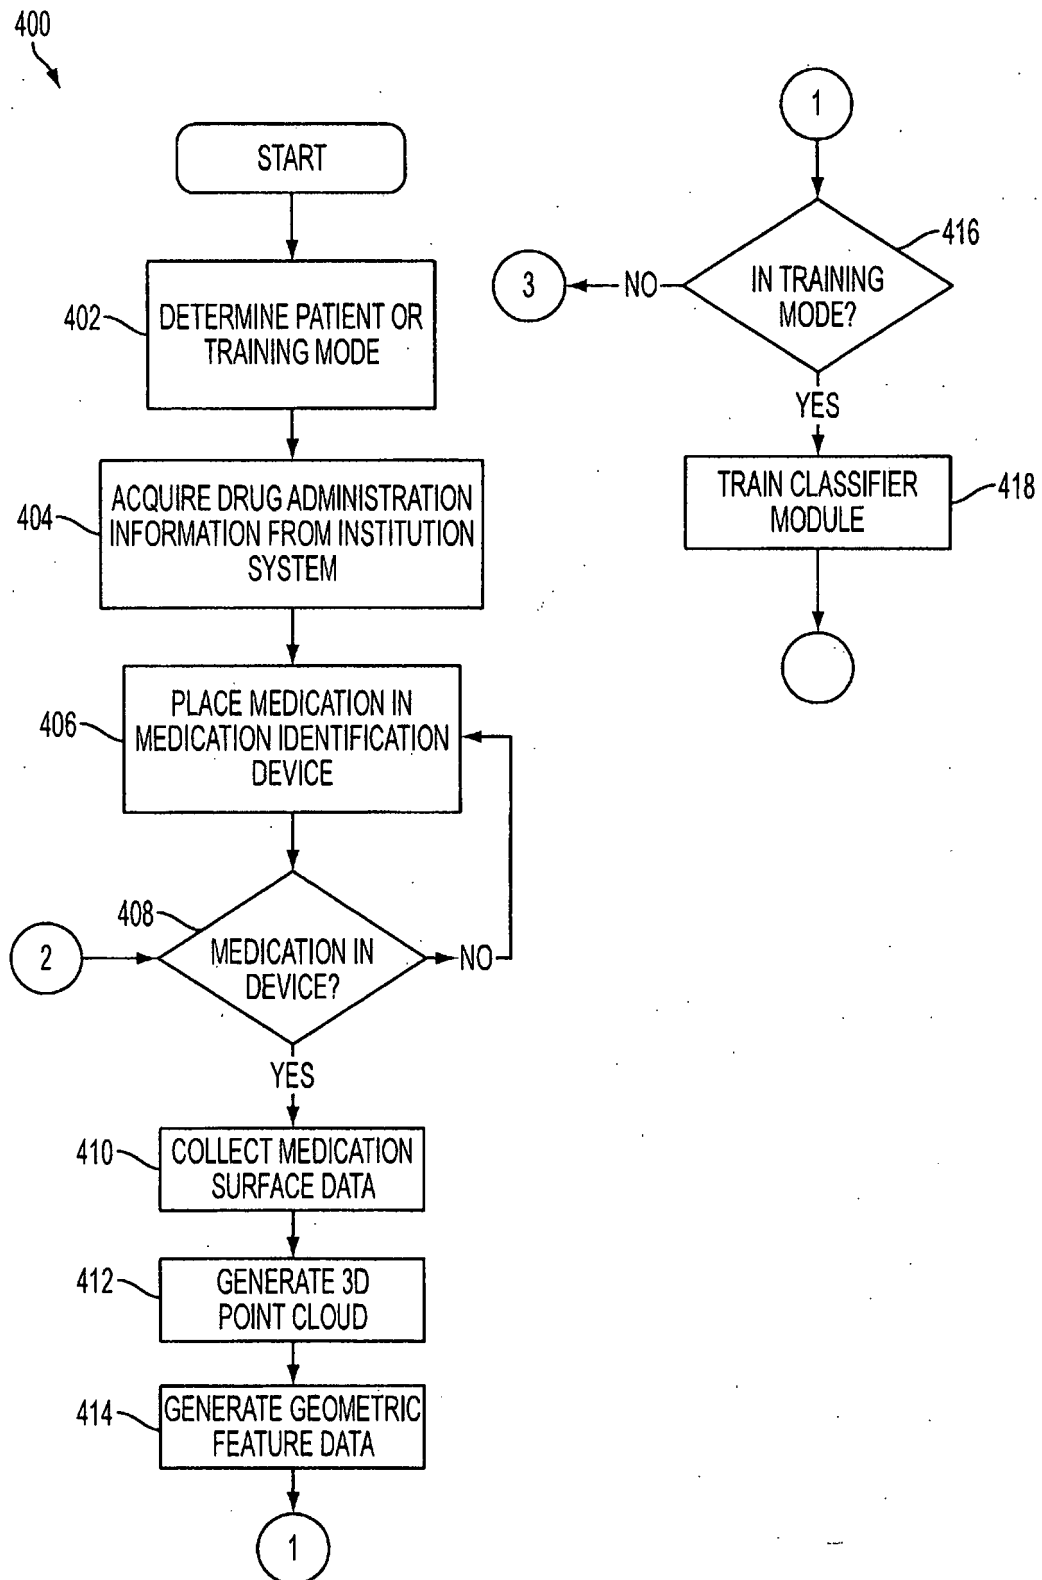 400
START
402
DETERMINE PATIENT OR
TRAINING MODE
404
ACQUIRE DRUG ADMINISTRATION
INFORMATION FROM INSTITUTION
SYSTEM
406
PLACE MEDICATION IN
MEDICATION IDENTIFICATION
DEVICE
408
2
MEDICATION IN
DEVICE?
NO
YES
410
COLLECT MEDICATION
SURFACE DATA
412
GENERATE 3D
POINT CLOUD
414
GENERATE GEOMETRIC
FEATURE DATA
1
1
416
IN TRAINING
MODE?
NO
3
YES
TRAIN CLASSIFIER
MODULE
418